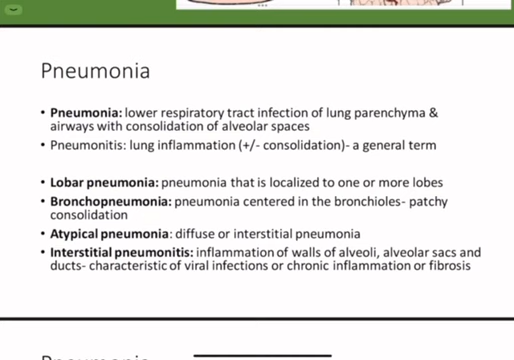 Pneumonia
• Pneumonia: lower respiratory tract infection of lung parenchyma &
airways with consolidation of alveolar spaces
• Pneumonitis: lung inflammation (+/- consolidation)- a general term
• Lobar pneumonia: pneumonia that is localized to one or more lobes
• Bronchopneumonia: pneumonia centered in the bronchioles- patchy
consolidation
• Atypical pneumonia: diffuse or interstitial pneumonia
• Interstitial pneumonitis: inflammation of walls of alveoli, alveolar sacs and
ducts- characteristic of viral infections or chronic inflammation or fibrosis
Pneumonia